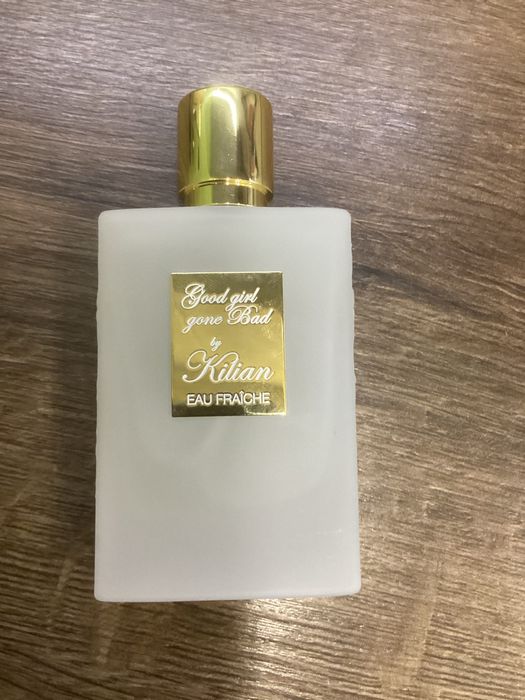 Good girl
gone Bad
by
Kilian
EAU FRAÎCHE